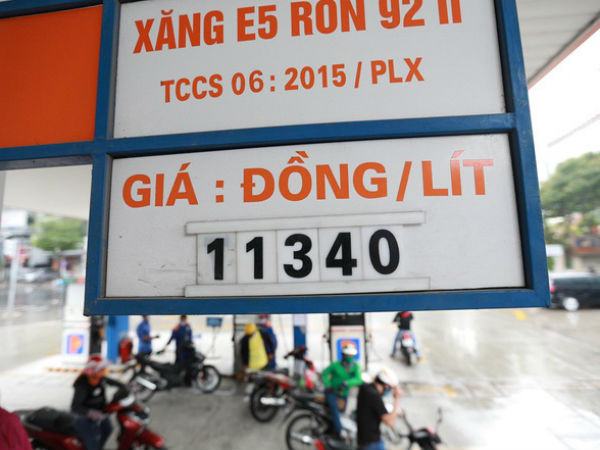 XĂNG E5 RON 92 II
TCCS 06 : 2015 / PLX
GIÁ : ĐỒNG / LÍT
11340